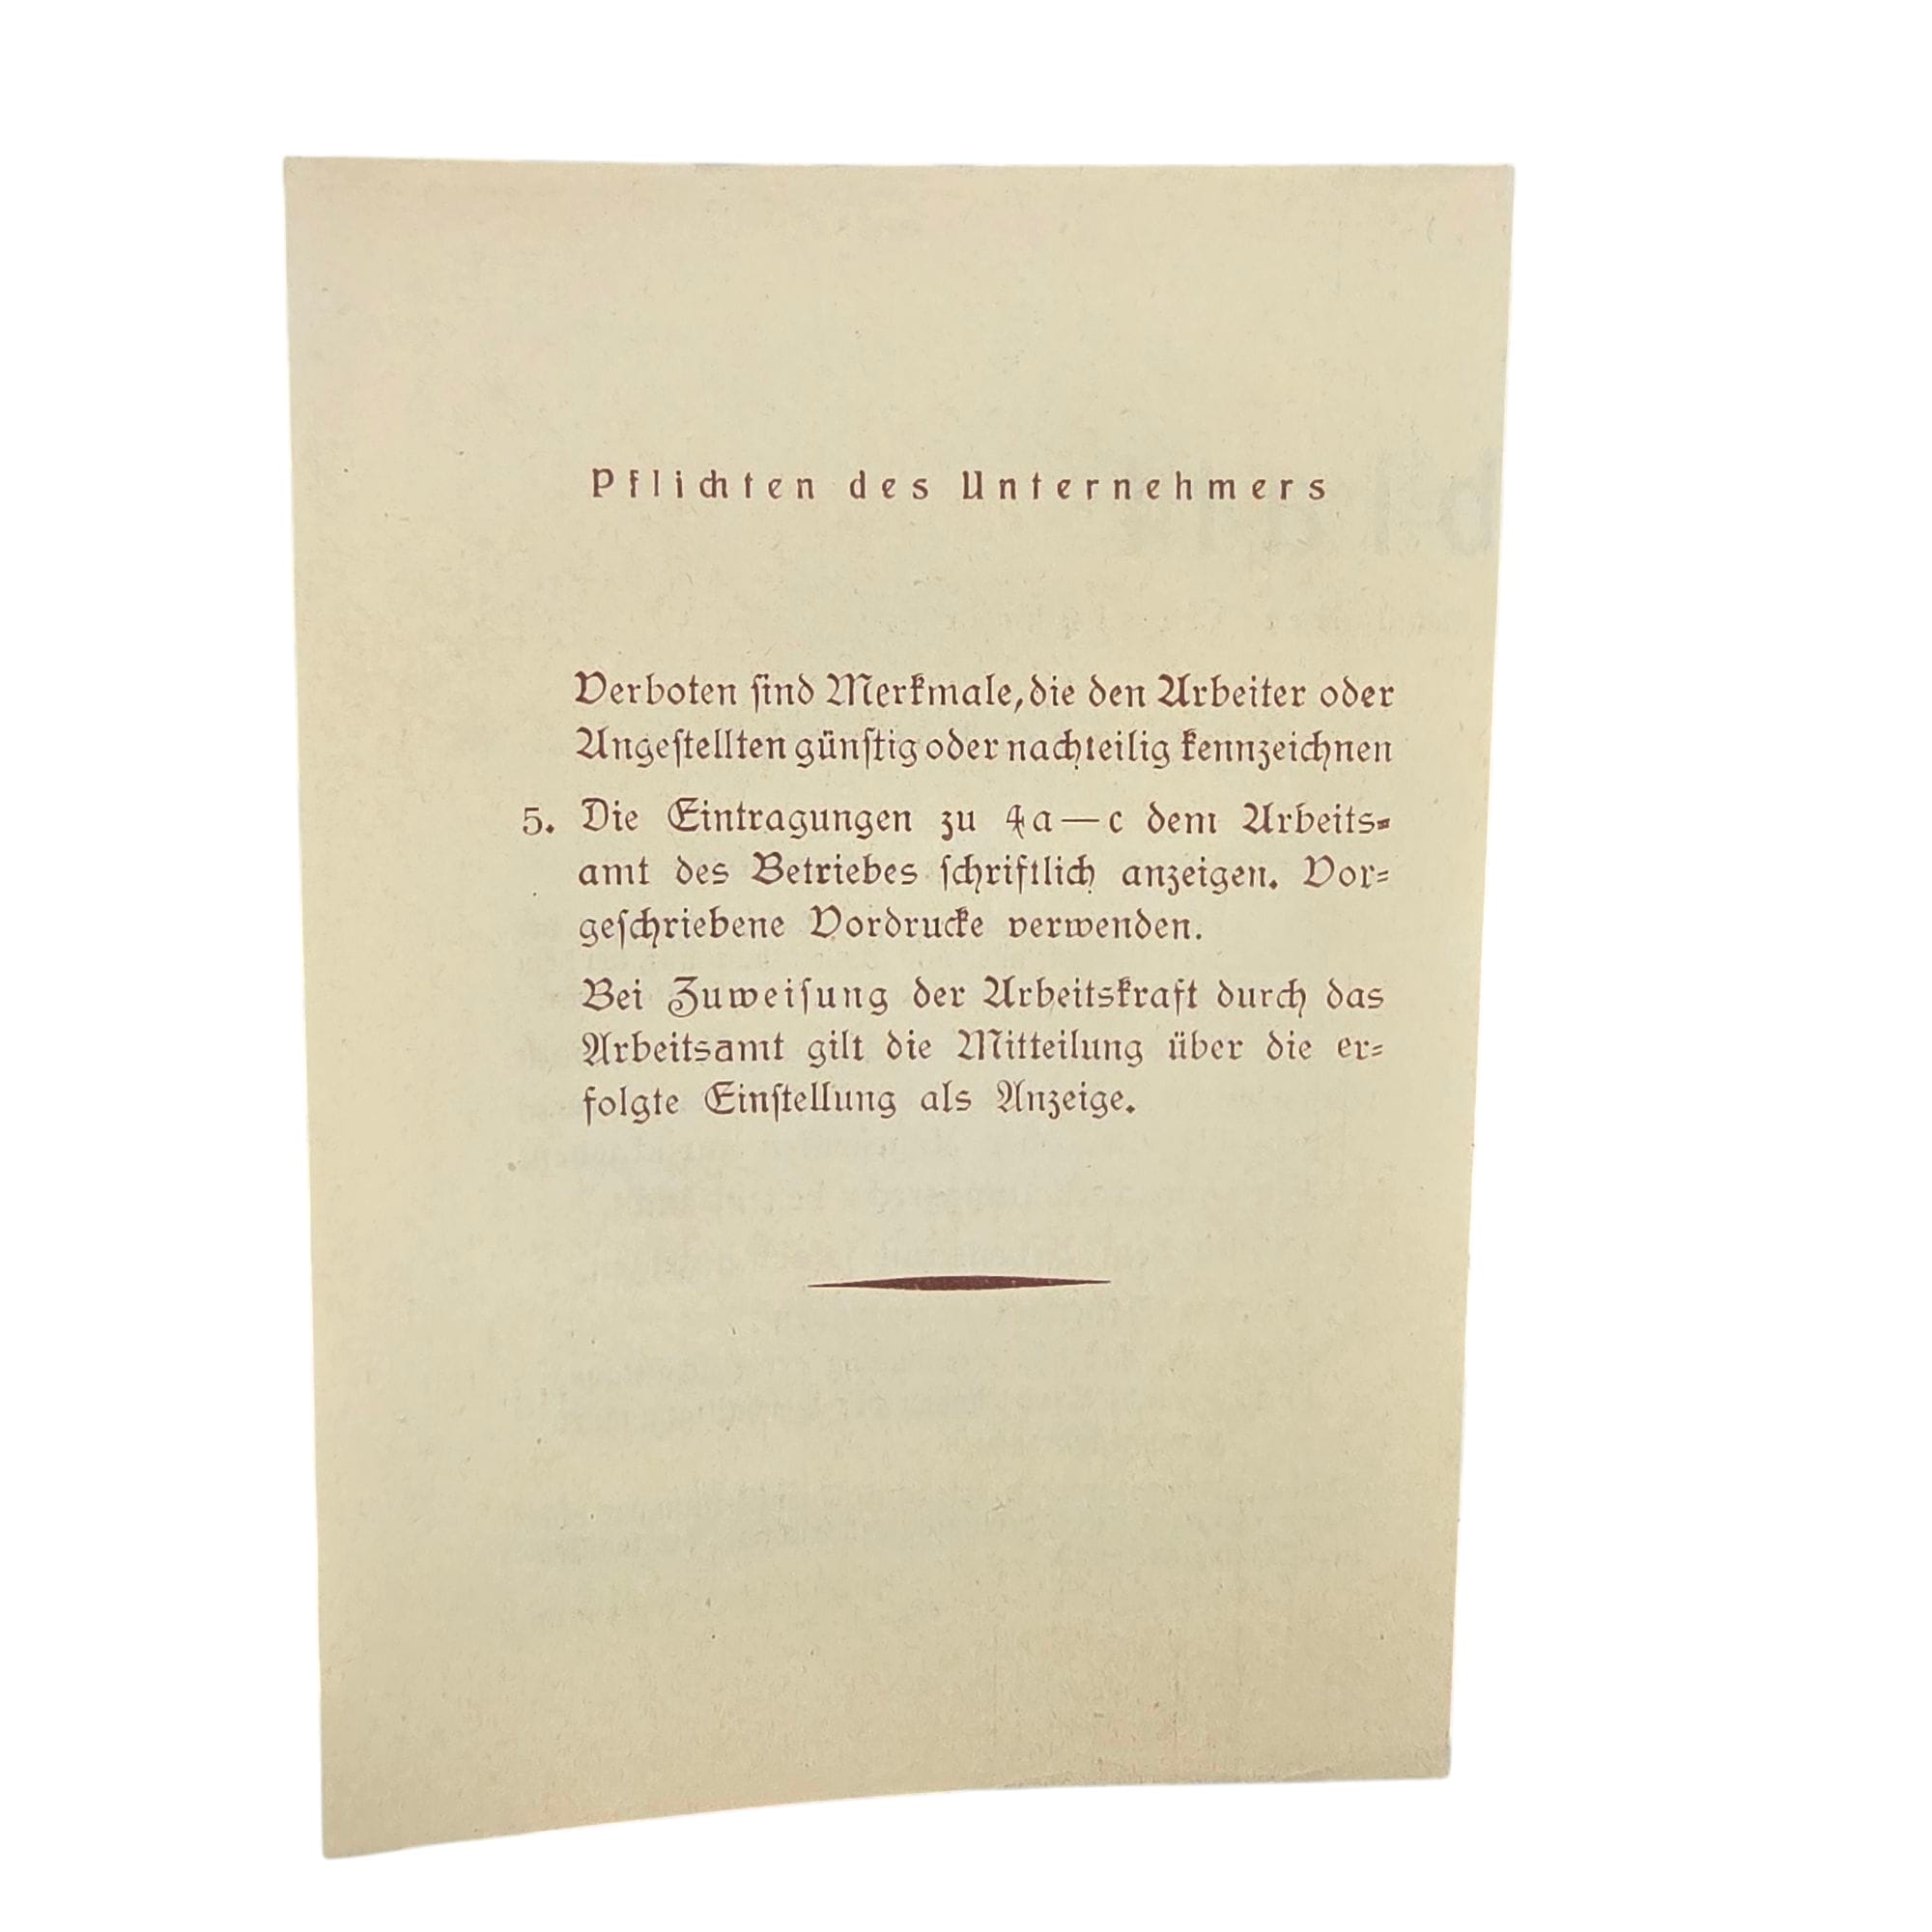 Pflichten des Unternehmers
Verboten sind Merkmale, die den Arbeiter oder
Angestellten günstig oder nachteilig kennzeichnen
5. Die Eintragungen zu 4a—c dem Arbeits-
amt des Betriebes schriftlich anzeigen. Vor-
geschriebene Vordrucke verwenden.
Bei Zuweisung der Arbeitskraft durch das
Arbeitsamt gilt die Mitteilung über die er-
folgte Einstellung als Anzeige.